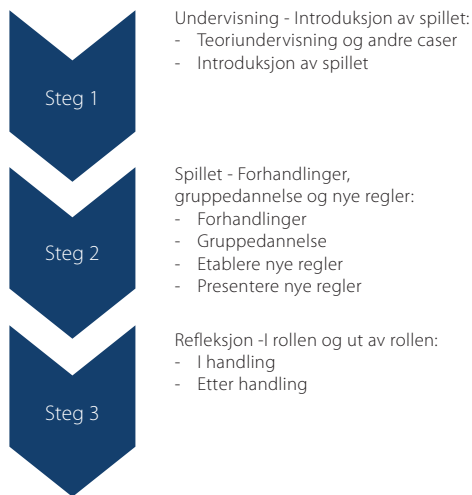 Steg 1
Undervisning - Introduksjon av spillet:
- Teoriundervisning og andre caser
- Introduksjon av spillet
Steg 2
Spillet - Forhandlinger,
gruppedannelse og nye regler:
- Forhandlinger
- Gruppedannelse
- Etablere nye regler
- Presentere nye regler
Steg 3
Refleksjon -I rollen og ut av rollen:
- I handling
- Etter handling